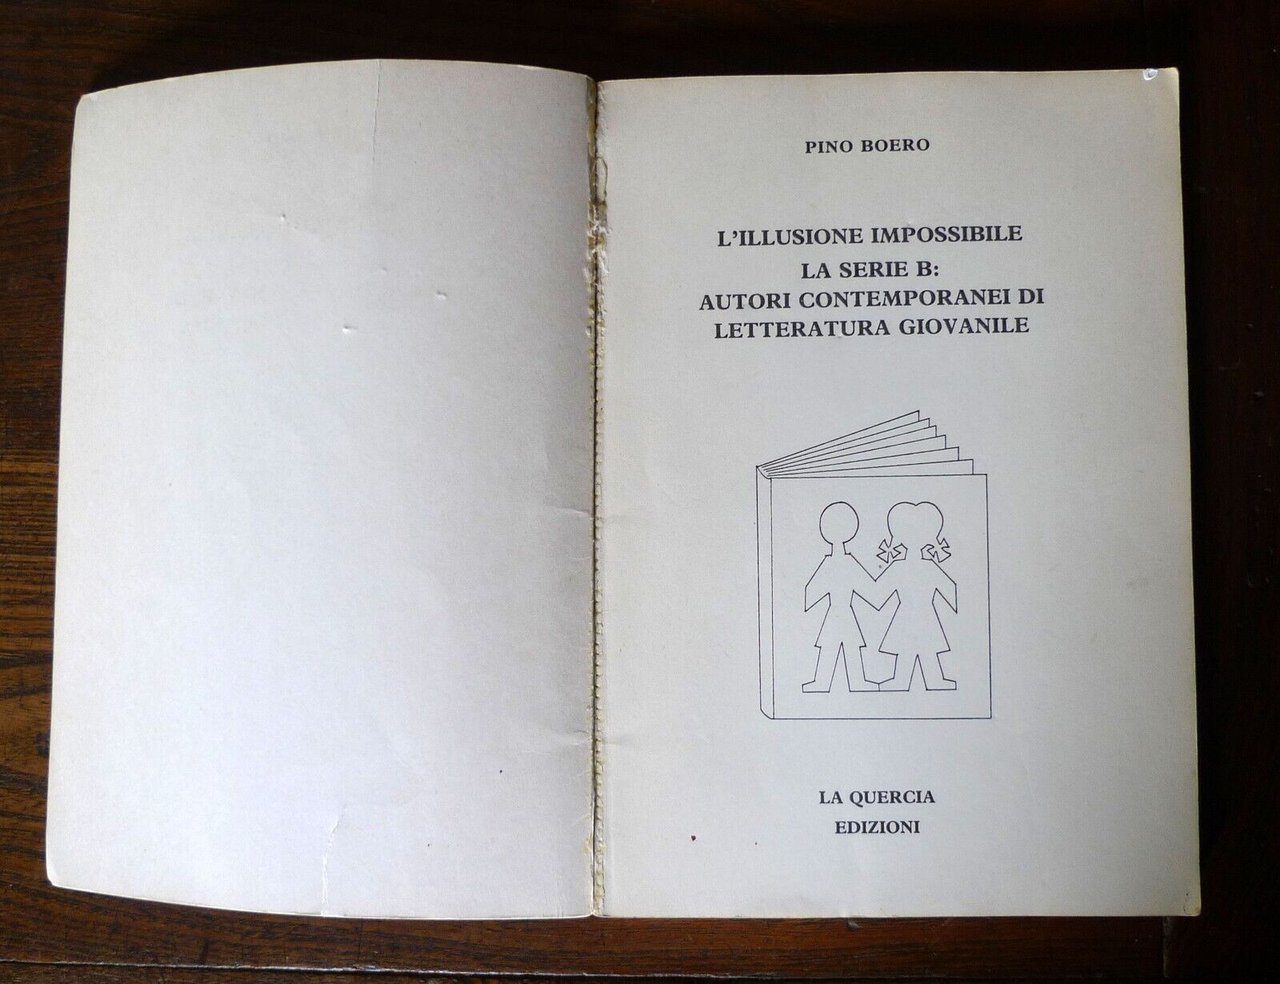 PINO BOERO
L'ILLUSIONE IMPOSSIBILE
LA SERIE B:
AUTORI CONTEMPORANEI DI
LETTERATURA GIOVANILE
LA QUERCIA
EDIZIONI